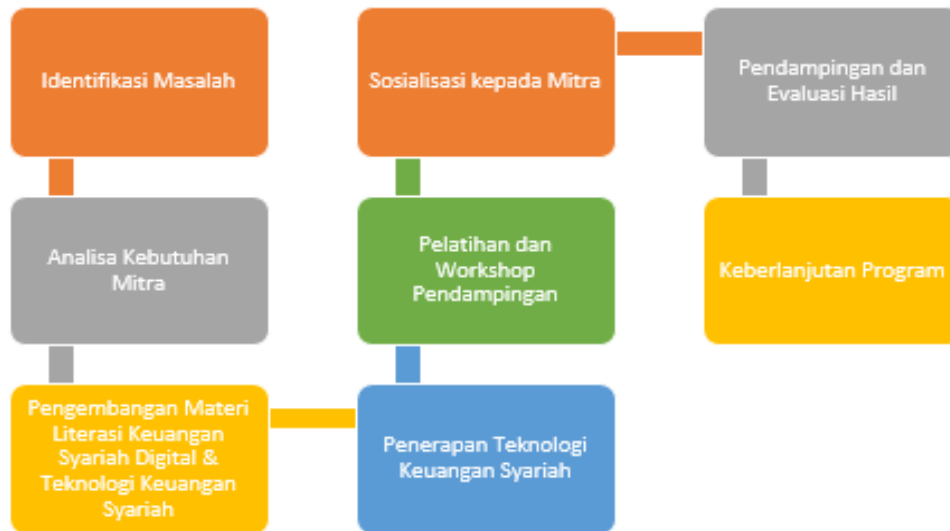 Identifikasi Masalah
Analisa Kebutuhan
Mitra
Pengembangan Materi
Literasi Keuangan
Syariah Digital &
Teknologi Keuangan
Syariah
Penerapan Teknologi
Keuangan Syariah
Pelatihan dan
Workshop
Pendampingan
Sosialisasi kepada Mitra
Pendampingan dan
Evaluasi Hasil
Keberlanjutan Program